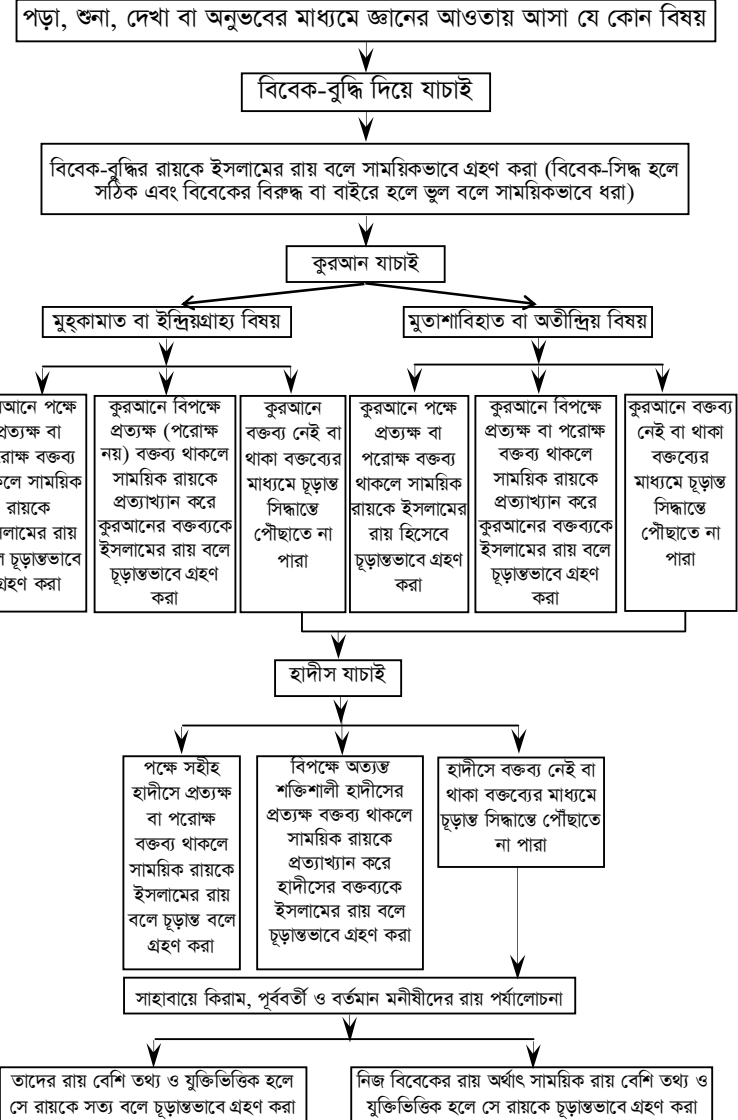 পড়া, শুনা, দেখা বা অনুভবের মাধ্যমে জ্ঞানের আওতায় আসা যে কোন বিষয়
বিবেক-বুদ্ধি দিয়ে যাচাই
বিবেক-বুদ্ধির রায়কে ইসলামের রায় বলে সাময়িকভাবে গ্রহণ করা (বিবেক-সিদ্ধ হলে
সঠিক এবং বিবেকের বিরুদ্ধ বা বাইরে হলে ভুল বলে সাময়িকভাবে ধরা)
কুরআন যাচাই
মুহ্কামাত বা ইন্দ্রিয়গ্রাহ্য বিষয়
মুতাশাবিহাত বা অতীন্দ্রিয় বিষয়
পক্ষে
প্রত্যক্ষ বা
বক্তব্য
সাময়িক
রায়কে
রায়
চূড়ান্তভাবে
গ্রহণ করা
কুরআনে বিপক্ষে
প্রত্যক্ষ (পরোক্ষ
নয়) বক্তব্য থাকলে
সাময়িক রায়কে
প্রত্যাখ্যান করে
কুরআনের বক্তব্যকে
ইসলামের রায় বলে
চূড়ান্তভাবে গ্রহণ
করা
কুরআনে
বক্তব্য নেই বা
থাকা বক্তব্যের
মাধ্যমে চূড়ান্ত
সিদ্ধান্তে
পৌঁছাতে না
পারা
কুরআনে পক্ষে
প্রত্যক্ষ বা
পরোক্ষ বক্তব্য
থাকলে সাময়িক
রায়কে ইসলামের
রায় হিসেবে
চূড়ান্তভাবে গ্রহণ
করা
কুরআনে বিপক্ষে
প্রত্যক্ষ বা পরোক্ষ
বক্তব্য থাকলে
সাময়িক রায়কে
প্রত্যাখ্যান করে
কুরআনের বক্তব্যকে
ইসলামের রায় বলে
চূড়ান্তভাবে গ্রহণ
করা
কুরআনে বক্তব্য
নেই বা থাকা
বক্তব্যের
মাধ্যমে চূড়ান্ত
সিদ্ধান্তে
পৌঁছাতে না
পারা
হাদীস যাচাই
পক্ষে সহীহ
হাদীসে প্রত্যক্ষ
বা পরোক্ষ
বক্তব্য থাকলে
সাময়িক রায়কে
ইসলামের রায়
বলে চূড়ান্ত বলে
গ্রহণ করা
বিপক্ষে অত্যন্ত
শক্তিশালী হাদীসের
প্রত্যক্ষ বক্তব্য থাকলে
সাময়িক রায়কে
প্রত্যাখ্যান করে
হাদীসের বক্তব্যকে
ইসলামের রায় বলে
চূড়ান্তভাবে গ্রহণ করা
হাদীসে বক্তব্য নেই বা
থাকা বক্তব্যের মাধ্যমে
চূড়ান্ত সিদ্ধান্তে পৌঁছাতে
না পারা
সাহাবায়ে কিরাম, পূর্ববর্তী ও বর্তমান মনীষীদের রায় পর্যালোচনা
তাদের রায় বেশি তথ্য ও যুক্তিভিত্তিক হলে
সে রায়কে সত্য বলে চূড়ান্তভাবে গ্রহণ করা
নিজ বিবেকের রায় অর্থাৎ সাময়িক রায় বেশি তথ্য ও
যুক্তিভিত্তিক হলে সে রায়কে চূড়ান্তভাবে গ্রহণ করা